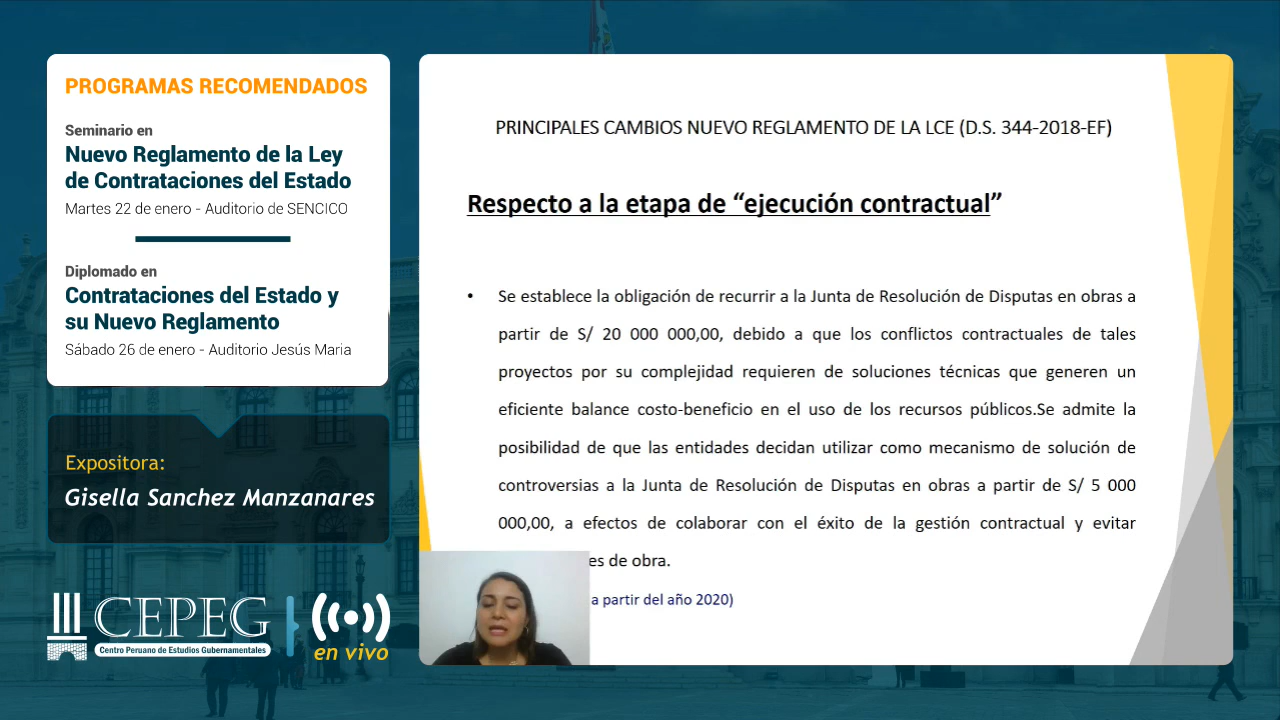 PROGRAMAS RECOMENDADOS
Seminario en
Nuevo Reglamento de la Ley
de Contrataciones del Estado
Martes 22 de enero - Auditorio de SENCICO
Diplomado en
Contrataciones del Estado y
su Nuevo Reglamento
Sábado 26 de enero - Auditorio Jesús Maria
Expositora:
Gisella Sanchez Manzanares
CEPEG
Centro Peruano de Estudios Gubernamentales
en vivo
PRINCIPALES CAMBIOS NUEVO REGLAMENTO DE LA LCE (D.S. 344-2018-EF)
Respecto a la etapa de “ejecución contractual”
• Se establece la obligación de recurrir a la Junta de Resolución de Disputas en obras a
partir de S/ 20 000 000,00, debido a que los conflictos contractuales de tales
proyectos por su complejidad requieren de soluciones técnicas que generen un
eficiente balance costo-beneficio en el uso de los recursos públicos.Se admite la
posibilidad de que las entidades decidan utilizar como mecanismo de solución de
controversias a la Junta de Resolución de Disputas en obras a partir de S/ 5 000
000,00, a efectos de colaborar con el éxito de la gestión contractual y evitar
es de obra.
a partir del año 2020)